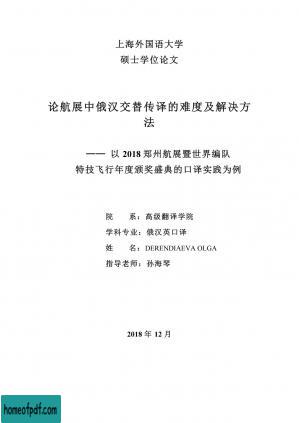 上海外国语大学
硕士学位论文
论航展中俄汉交替传译的难度及解决方
法
—— 以 2018 郑州航展暨世界编队
特技飞行年度颁奖盛典的口译实践为例
院　　系：高级翻译学院
学科专业：俄汉英口译
姓　　名：DERENDIAEVA OLGA
指导老师：孙海琴
2018 年 12 月
homeofpdf.com